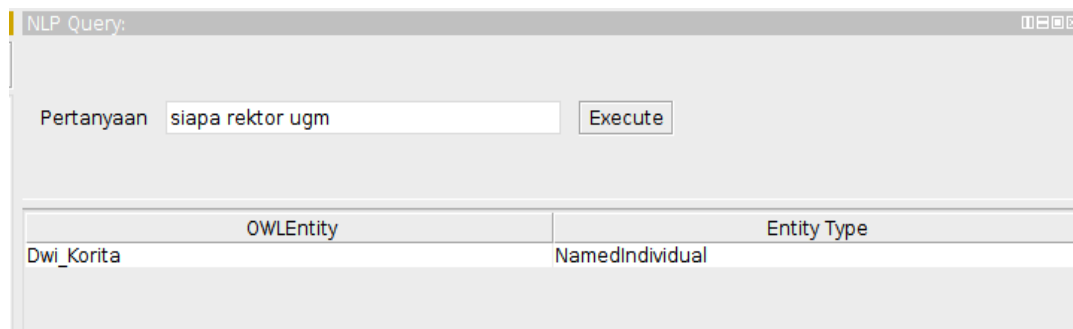 NLP Query:
Pertanyaan siapa rektor ugm Execute
OWLEntity Entity Type
Dwi_Korita NamedIndividual